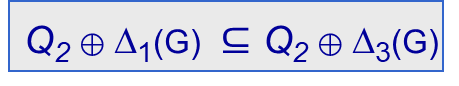 Q₂ ⊕ Δ₁(G) ⊆ Q₂ ⊕ Δ₃(G)